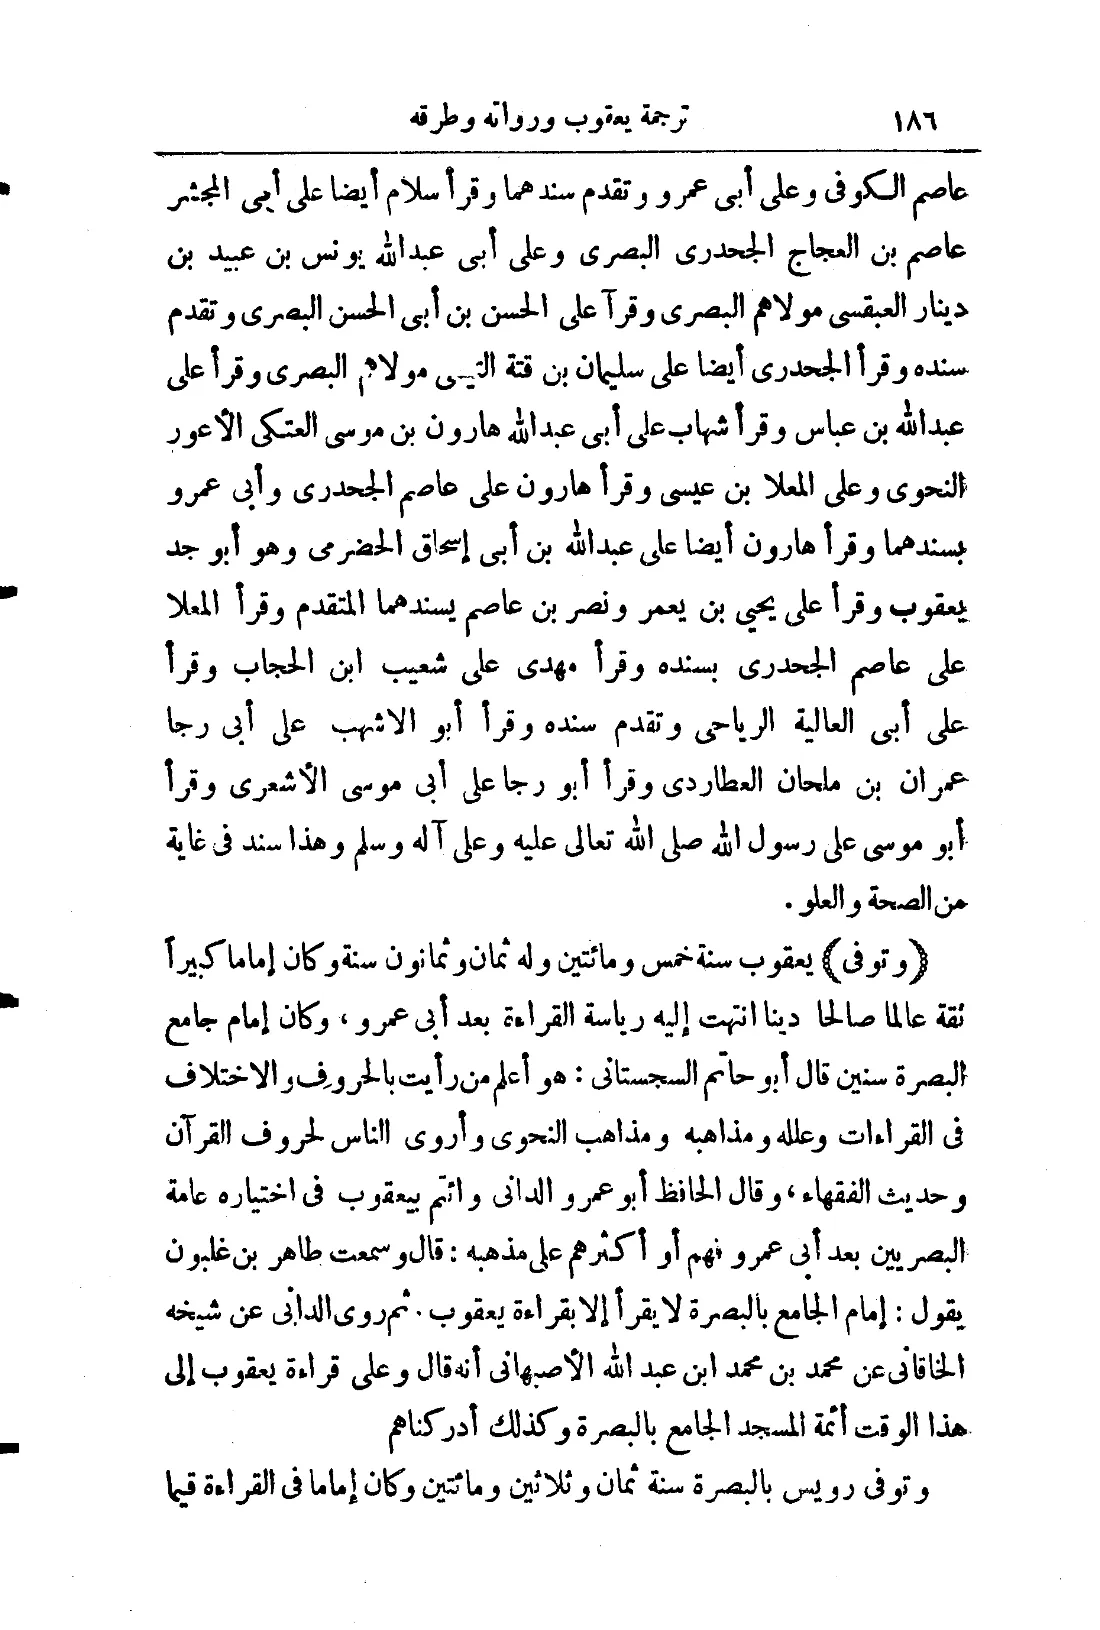 ١٨٦ ترجمة يعقوب ورواته وطرقه
عاصم الكوفى وعلى أبى عمرو وتقدم سندهما وقرأ سلام أيضا على أبى المجشر
عاصم بن العجاج الجحدرى البصرى وعلى أبى عبدالله يونس بن عبيد بن
دينار العبقسى مولاهم البصرى وقرآ على الحسن بن أبى الحسن البصرى وتقدم
سنده وقرأ الجحدرى أيضا على سليمان بن قتة التيمى مولاهم البصرى وقرأ على
عبدالله بن عباس وقرأ شهاب على أبى عبدالله هارون بن موسى العتكى الأعور
النحوى وعلى المعلا بن عيسى وقرأ هارون على عاصم الجحدرى وأبى عمرو
بسندهما وقرأ هارون أيضا على عبدالله بن أبى إسحاق الحضرمى وهو أبو جد
يعقوب وقرأ على يحيى بن يعمر ونصر بن عاصم بسندهما المتقدم وقرأ المعلا
على عاصم الجحدرى بسنده وقرأ مهدى على شعيب ابن الحجاب وقرأ
على أبى العالية الرياحى وتقدم سنده وقرأ أبو الاشهب على أبى رجا
عمران بن ملحان العطاردى وقرأ أبو رجا على أبى موسى الأشعرى وقرأ
أبو موسى على رسول الله صلى الله تعالى عليه وعلى آله وسلم وهذا سند فى غاية
من الصحة والعلو .
﴿وتوفى﴾ يعقوب سنة خمس ومائتين وله ثمان وثمانون سنة وكان إماما كبيراً
ثقة عالما صالحا دينا انتهت إليه رياسة القراءة بعد أبى عمرو ، وكان إمام جامع
البصرة سنين قال أبو حاتم السجستانى : هو أعلم من رأيت بالحروف والاختلاف
فى القراءات وعلله ومذاهبه ومذاهب النحوى وأروى الناس لحروف القرآن
وحديث الفقهاء ، وقال الحافظ أبو عمرو الدانى وائتم بيعقوب فى اختياره عامة
البصريين بعد أبى عمرو فهم أو أكثرهم على مذهبه : قال وسمعت طاهر بن غلبون
يقول : إمام الجامع بالبصرة لا يقرأ إلا بقراءة يعقوب . ثم روى الدانى عن شيخه
الخاقانى عن محمد بن محمد ابن عبد الله الأصبهانى أنه قال وعلى قراءة يعقوب إلى
هذا الوقت أئمة المسجد الجامع بالبصرة وكذلك أدركناهم
وتوفى رويس بالبصرة سنة ثمان وثلاثين ومائتين وكان إماما فى القراءة قيما